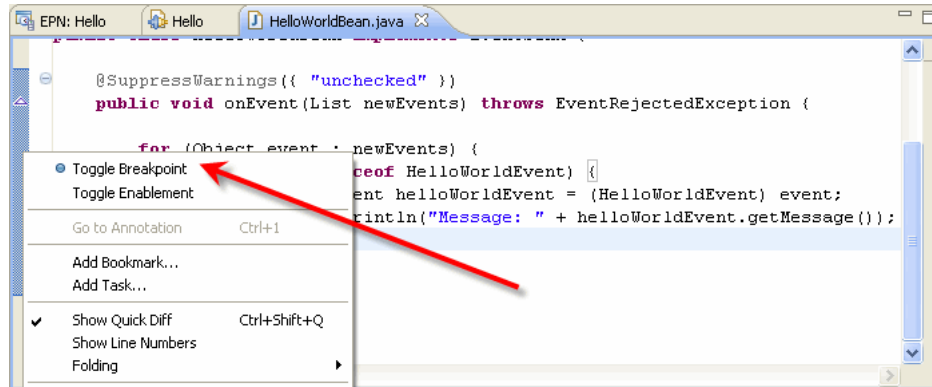 EPN: Hello Hello HelloWorldBean.java
@SuppressWarnings({ "unchecked" })
public void onEvent(List newEvents) throws EventRejectedException {
for (Object event : newEvents) {
ceof HelloWorldEvent) {
ent helloWorldEvent = (HelloWorldEvent) event;
rintln("Message: " + helloWorldEvent.getMessage());
Toggle Breakpoint
Toggle Enablement
Go to Annotation Ctrl+1
Add Bookmark...
Add Task...
Show Quick Diff Ctrl+Shift+Q
Show Line Numbers
Folding